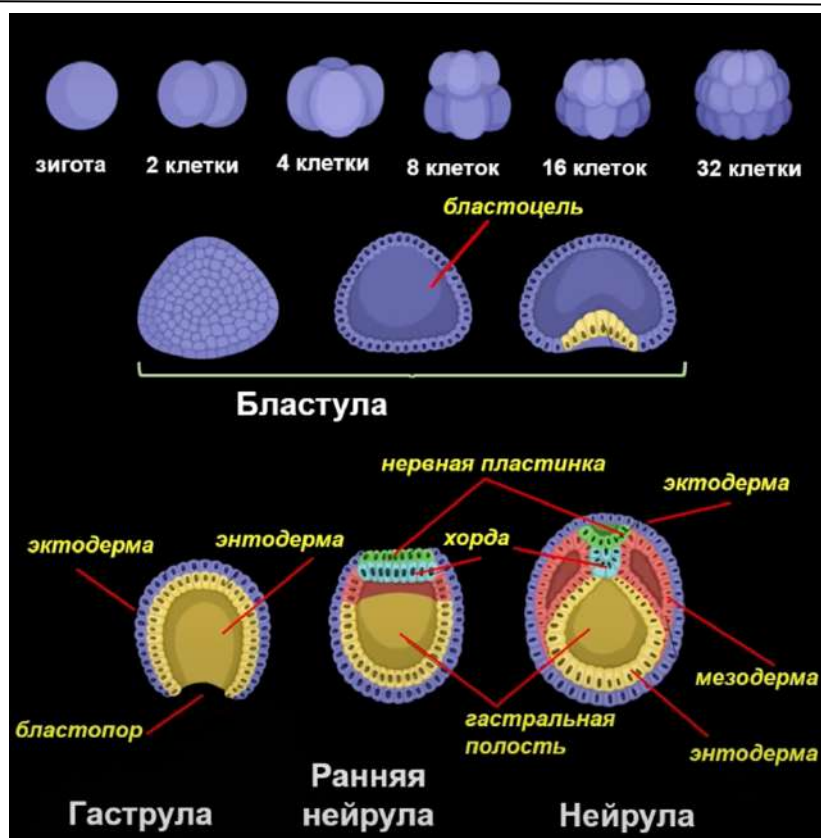 зигота
2 клетки
4 клетки
8 клеток
16 клеток
32 клетки
бластоцель
Бластула
нервная пластинка
эктодерма
эктодерма
энтодерма
хорда
мезодерма
бластопор
гастральная
полость
энтодерма
Гаструла
Ранняя
нейрула
Нейрула